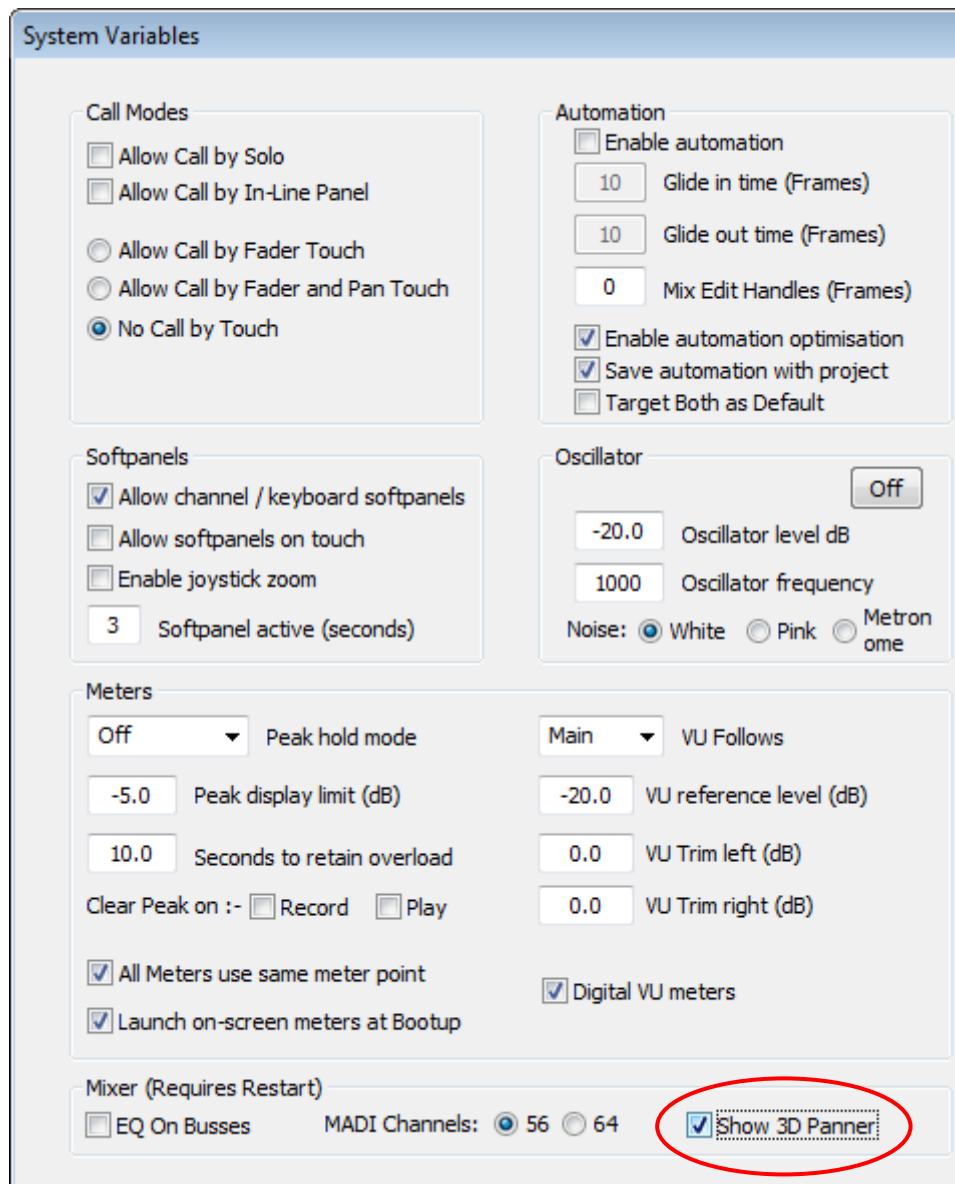 System Variables
Call Modes
Allow Call by Solo
Allow Call by In-Line Panel
Allow Call by Fader Touch
Allow Call by Fader and Pan Touch
No Call by Touch
Automation
Enable automation
10 Glide in time (Frames)
10 Glide out time (Frames)
0 Mix Edit Handles (Frames)
Enable automation optimisation
Save automation with project
Target Both as Default
Softpanels
Allow channel / keyboard softpanels
Allow softpanels on touch
Enable joystick zoom
3 Softpanel active (seconds)
Oscillator
Off
-20.0 Oscillator level dB
1000 Oscillator frequency
Noise: White Pink Metron
ome
Meters
Off Peak hold mode
-5.0 Peak display limit (dB)
10.0 Seconds to retain overload
Clear Peak on :- Record Play
All Meters use same meter point
Launch on-screen meters at Bootup
Main VU Follows
-20.0 VU reference level (dB)
0.0 VU Trim left (dB)
0.0 VU Trim right (dB)
Digital VU meters
Mixer (Requires Restart)
EQ On Busses MADI Channels: 56 64 Show 3D Panner